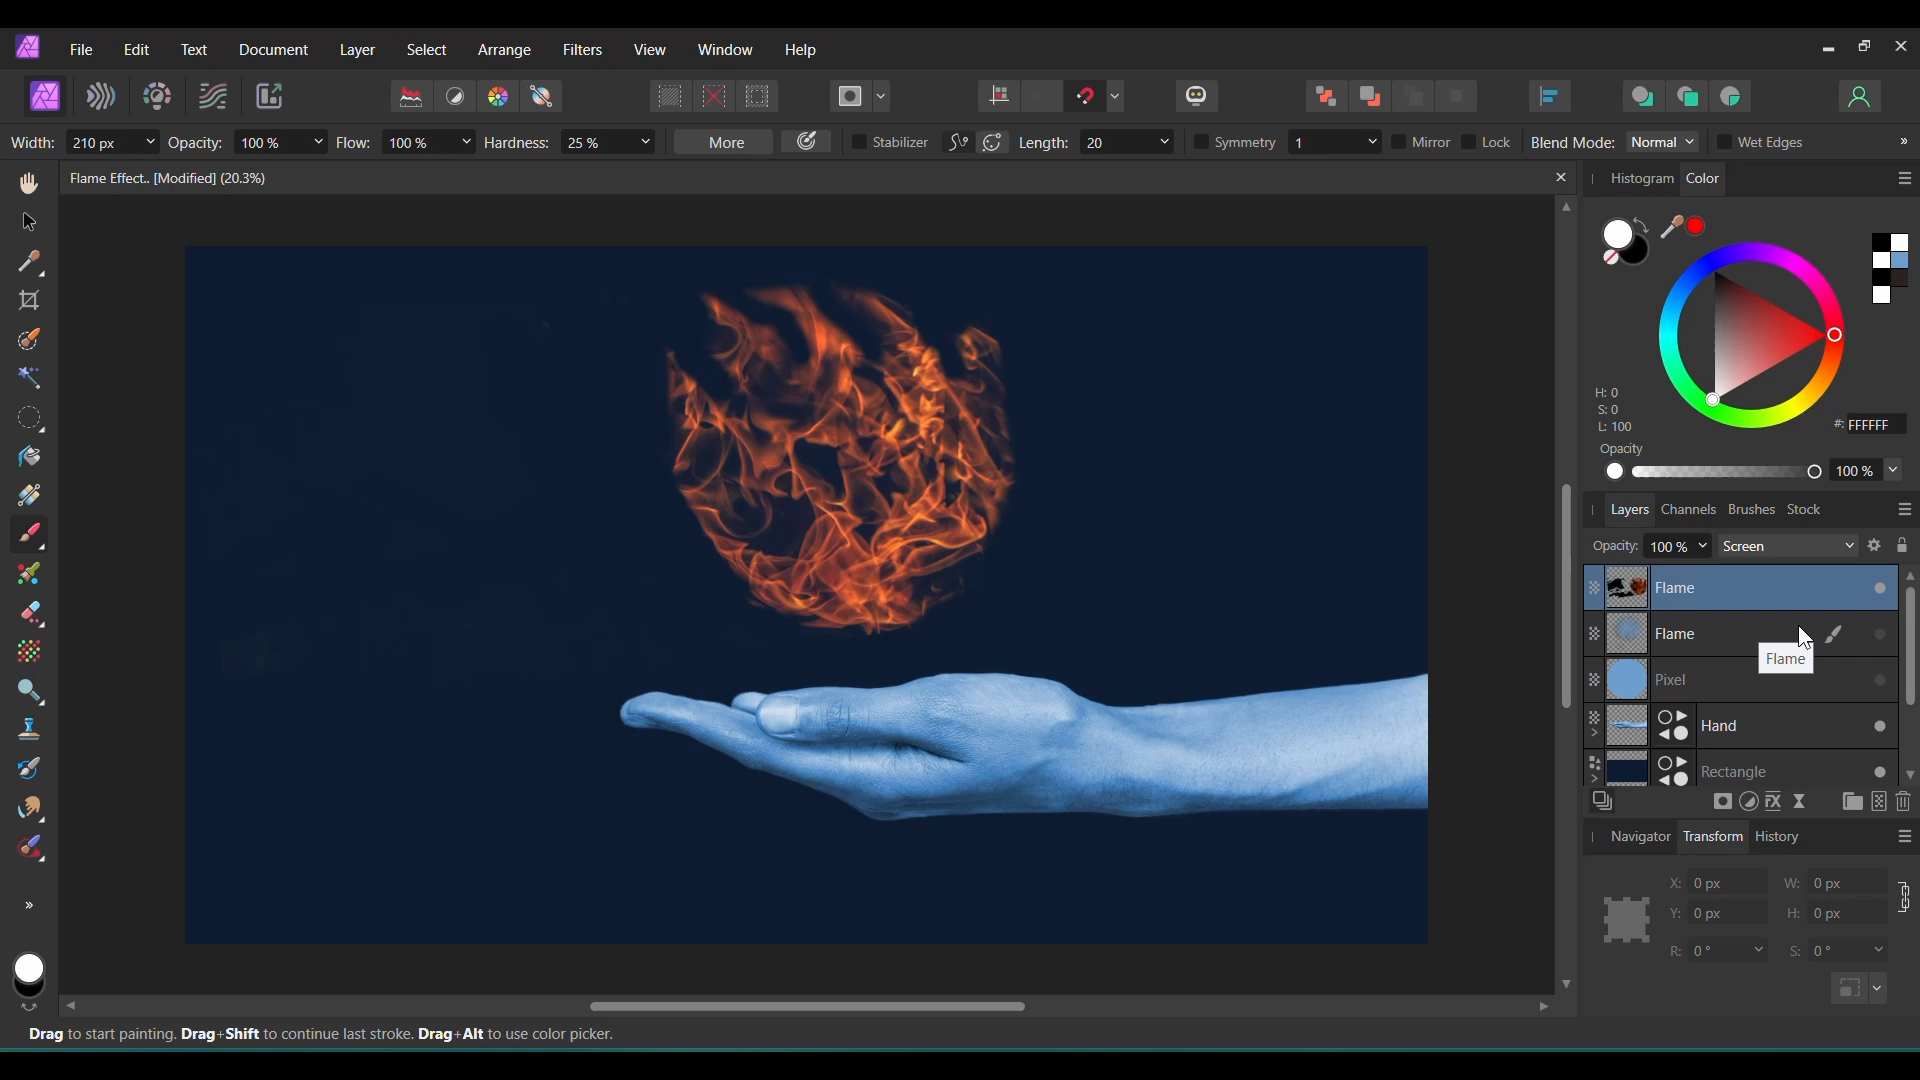 File Edit Text Document Layer Select Arrange Filters View Window Help
Width: 210 px Opacity: 100 % Flow: 100 % Hardness: 25 % More Stabilizer Length: 20 Symmetry 1 Mirror Lock Blend Mode: Normal Wet Edges »
Flame Effect.. [Modified] (20.3%)
Histogram Color
H: 0
S: 0
L: 100
#: FFFFFF
Opacity
100 %
Layers Channels Brushes Stock
Opacity: 100 % Screen
Flame
Flame
Flame
Pixel
Hand
Rectangle
FX
Navigator Transform History
X: 0 px W: 0 px
Y: 0 px H: 0 px
R: 0 ° S: 0 °
»
Drag to start painting. Drag+Shift to continue last stroke. Drag+Alt to use color picker.